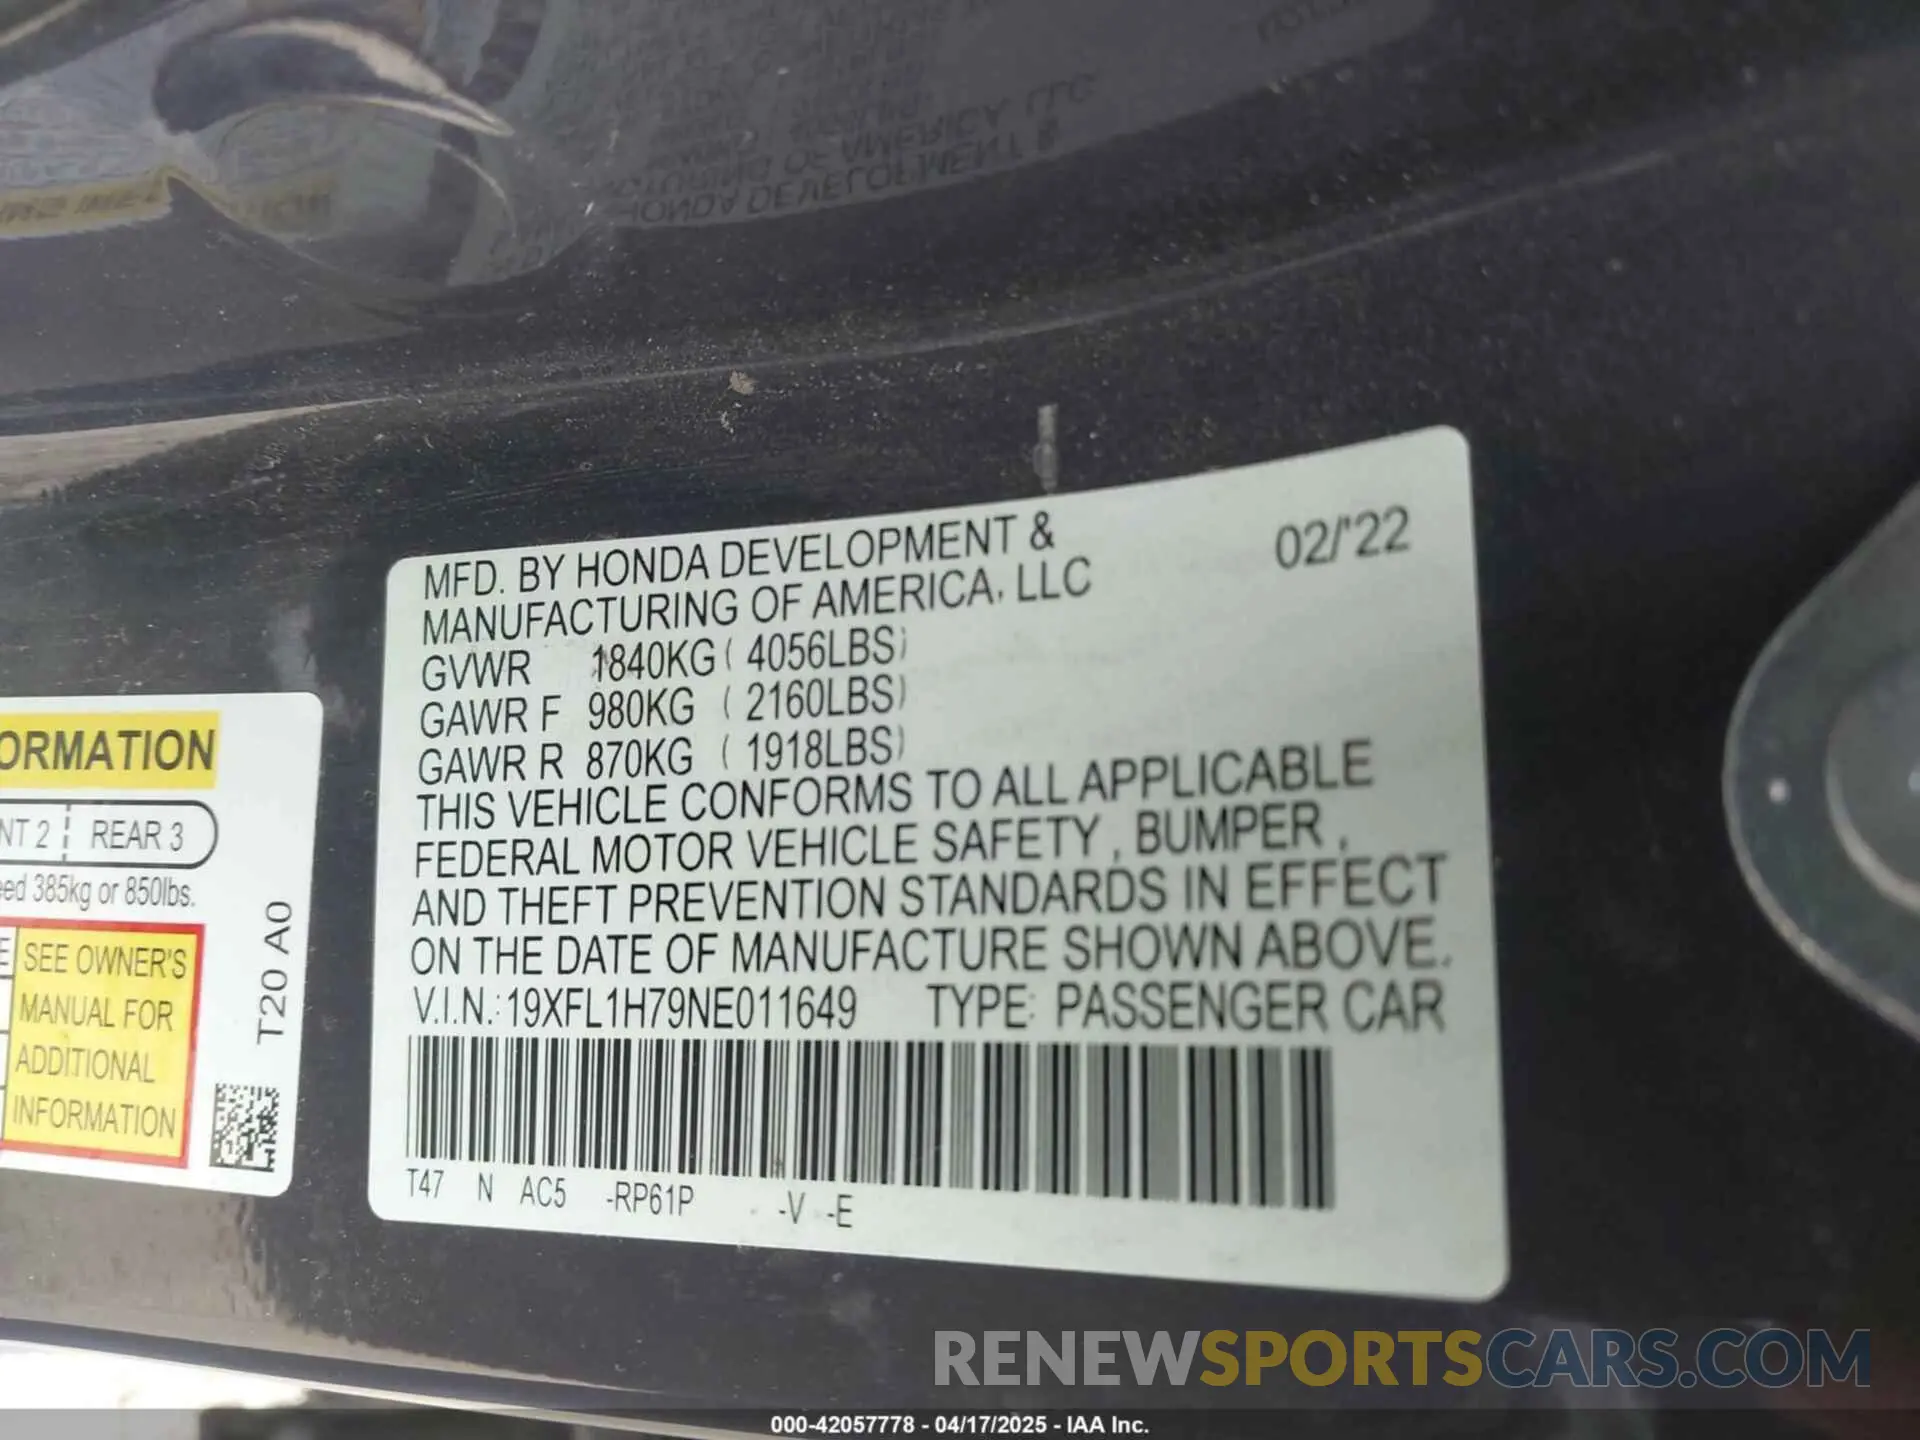 MFD. BY HONDA DEVELOPMENT &
MANUFACTURING OF AMERICA, LLC
02/'22
GVWR 1840KG ( 4056LBS)
GAWR F 980KG ( 2160LBS)
GAWR R 870KG ( 1918LBS)
THIS VEHICLE CONFORMS TO ALL APPLICABLE
FEDERAL MOTOR VEHICLE SAFETY , BUMPER ,
AND THEFT PREVENTION STANDARDS IN EFFECT
ON THE DATE OF MANUFACTURE SHOWN ABOVE.
V.I.N.: 19XFL1H79NE011649 TYPE: PASSENGER CAR
T47 N AC5 -RP61P -V -E
ORMATION
NT 2 REAR 3
eed 385kg or 850lbs.
E
SEE OWNER'S
MANUAL FOR
ADDITIONAL
INFORMATION
T20 A0
RENEWSPORTSCARS.COM
000-42057778 - 04/17/2025 - IAA Inc.